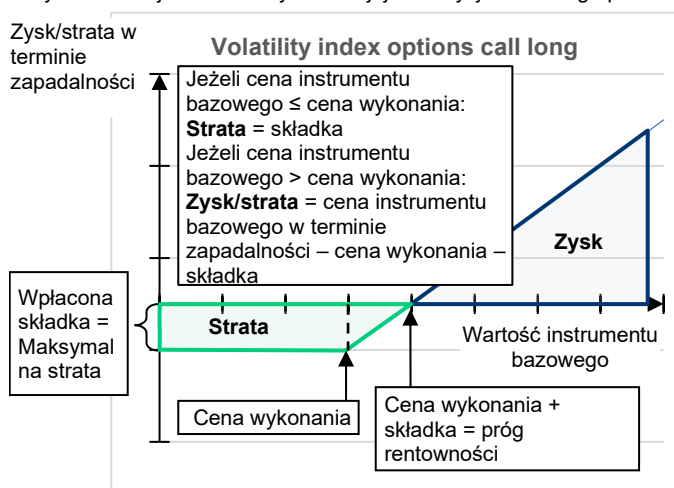 Zysk/strata w
terminie
zapadalności
Volatility index options call long
Jeżeli cena instrumentu
bazowego ≤ cena wykonania:
Strata = składka
Jeżeli cena instrumentu
bazowego > cena wykonania:
Zysk/strata = cena instrumentu
bazowego w terminie
zapadalności – cena wykonania –
składka
Zysk
Wpłacona
składka =
Maksymal
na strata
Strata
Wartość instrumentu
bazowego
Cena wykonania
Cena wykonania +
składka = próg
rentowności